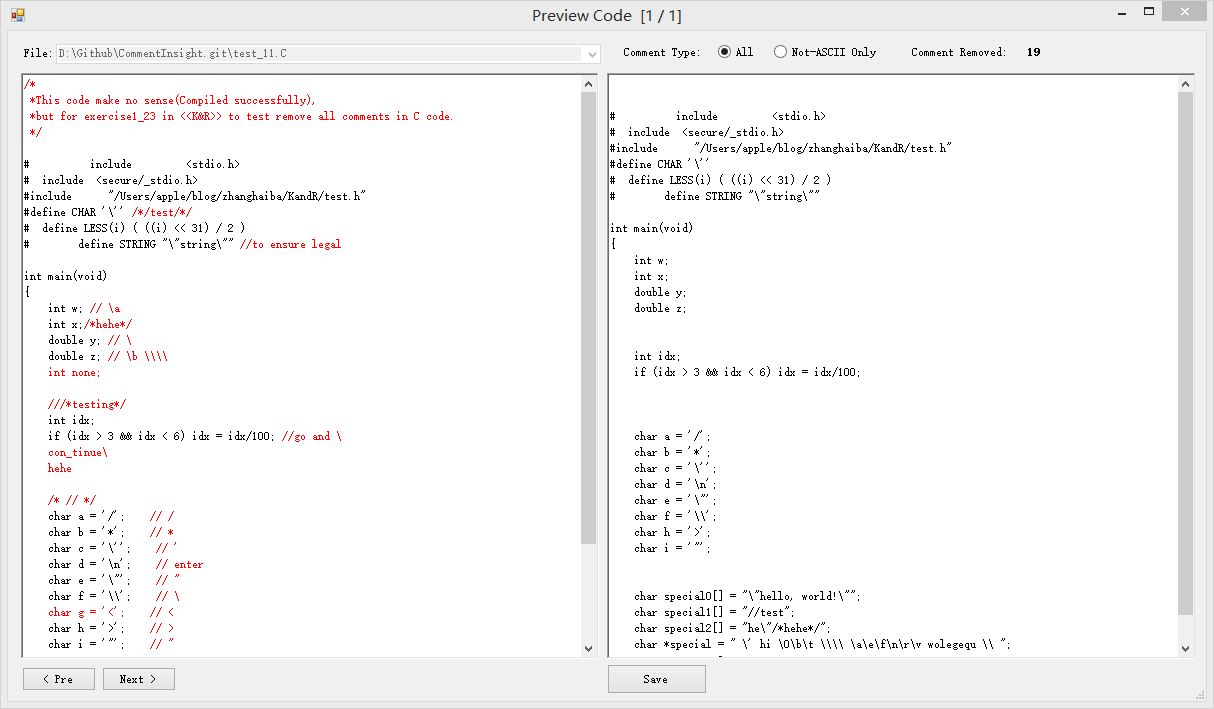 Preview Code [1 / 1]
File: D:\Github\CommentInsight.git\test_11.C
Comment Type: All Not-ASCII Only Comment Removed: 19
/*
 *This code make no sense(Compiled successfully),
 *but for exercise1_23 in <<K&R>> to test remove all comments in C code.
 */

#          include         <stdio.h>
#  include  <secure/_stdio.h>
#include      "/Users/apple/blog/zhanghaiba/KandR/test.h"
#define CHAR '\'' /*/test/*/
#  define LESS(i) ( ((i) << 31) / 2 )
#        define STRING "\"string\"" //to ensure legal

int main(void)
{
    int w; // \a
    int x;/*hehe*/
    double y; // \
    double z; // \b \\\\
    int none;

    ///*testing*/
    int idx;
    if (idx > 3 && idx < 6) idx = idx/100; //go and \
    con_tinue\
    hehe

    /* // */
    char a = '/';    // /
    char b = '*';    // *
    char c = '\'';    // '
    char d = '\n';    // enter
    char e = '\"';    // "
    char f = '\\';    // \
    char g = '<';    // <
    char h = '>';    // >
    char i = '"';    // "
#          include         <stdio.h>
#  include  <secure/_stdio.h>
#include      "/Users/apple/blog/zhanghaiba/KandR/test.h"
#define CHAR '\''
#  define LESS(i) ( ((i) << 31) / 2 )
#        define STRING "\"string\""

int main(void)
{
    int w;
    int x;
    double y;
    double z;

    int idx;
    if (idx > 3 && idx < 6) idx = idx/100;

    char a = '/';
    char b = '*';
    char c = '\'';
    char d = '\n';
    char e = '\"';
    char f = '\\';
    char h = '>';
    char i = '"';

    char special0[] = "\"hello, world!\"";
    char special1[] = "//test";
    char special2[] = "he\"/*hehe*/";
    char *special = " \' hi \0\b\t \\\\ \a\e\f\n\r\v wolegequ \\ ";
< Pre
Next >
Save